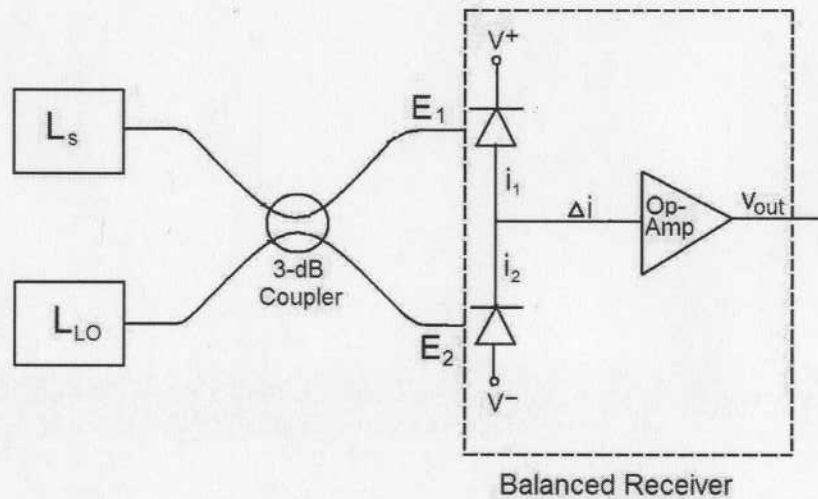 V+
Ls
E1
i1
Δi
Op-
Amp
Vout
3-dB
Coupler
i2
LLO
E2
V−
Balanced Receiver